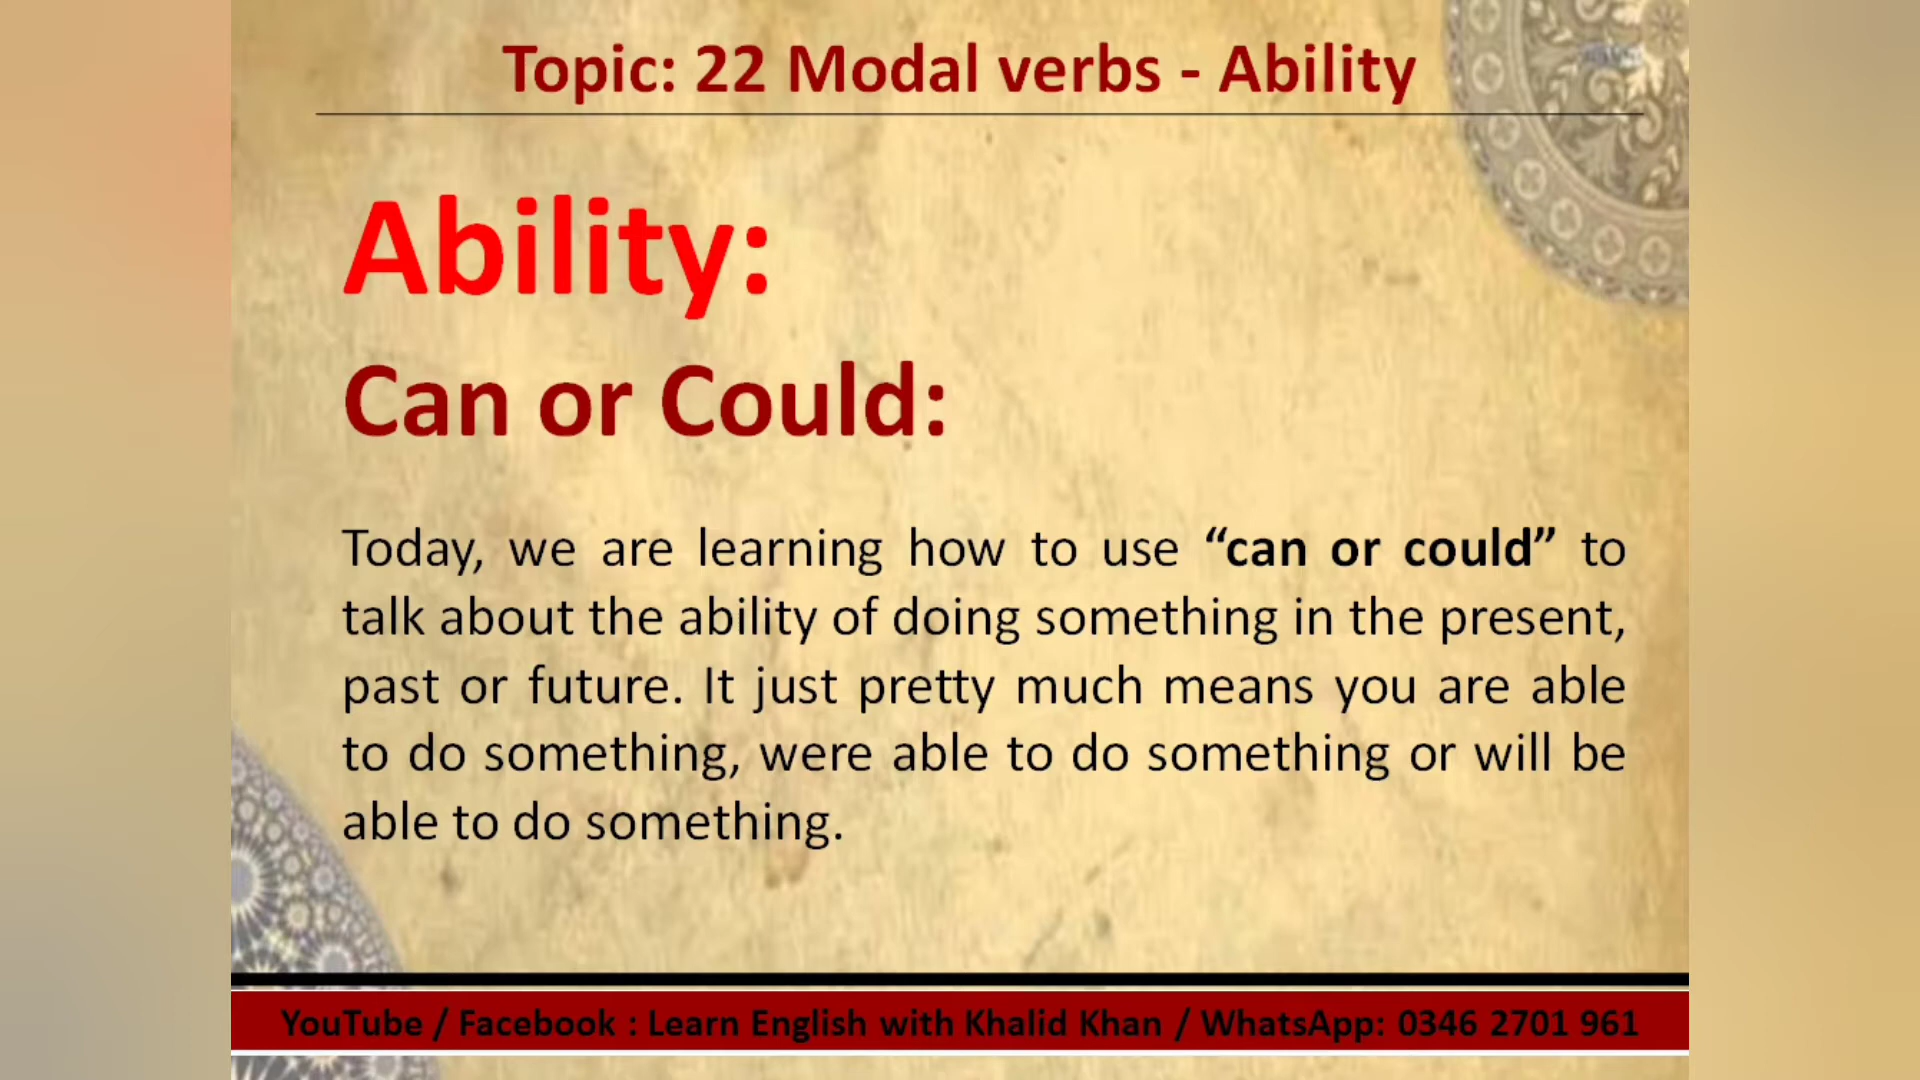 Topic: 22 Modal verbs - Ability
Ability:
Can or Could:
Today, we are learning how to use “can or could” to
talk about the ability of doing something in the present,
past or future. It just pretty much means you are able
to do something, were able to do something or will be
able to do something.
YouTube / Facebook : Learn English with Khalid Khan / WhatsApp: 0346 2701 961